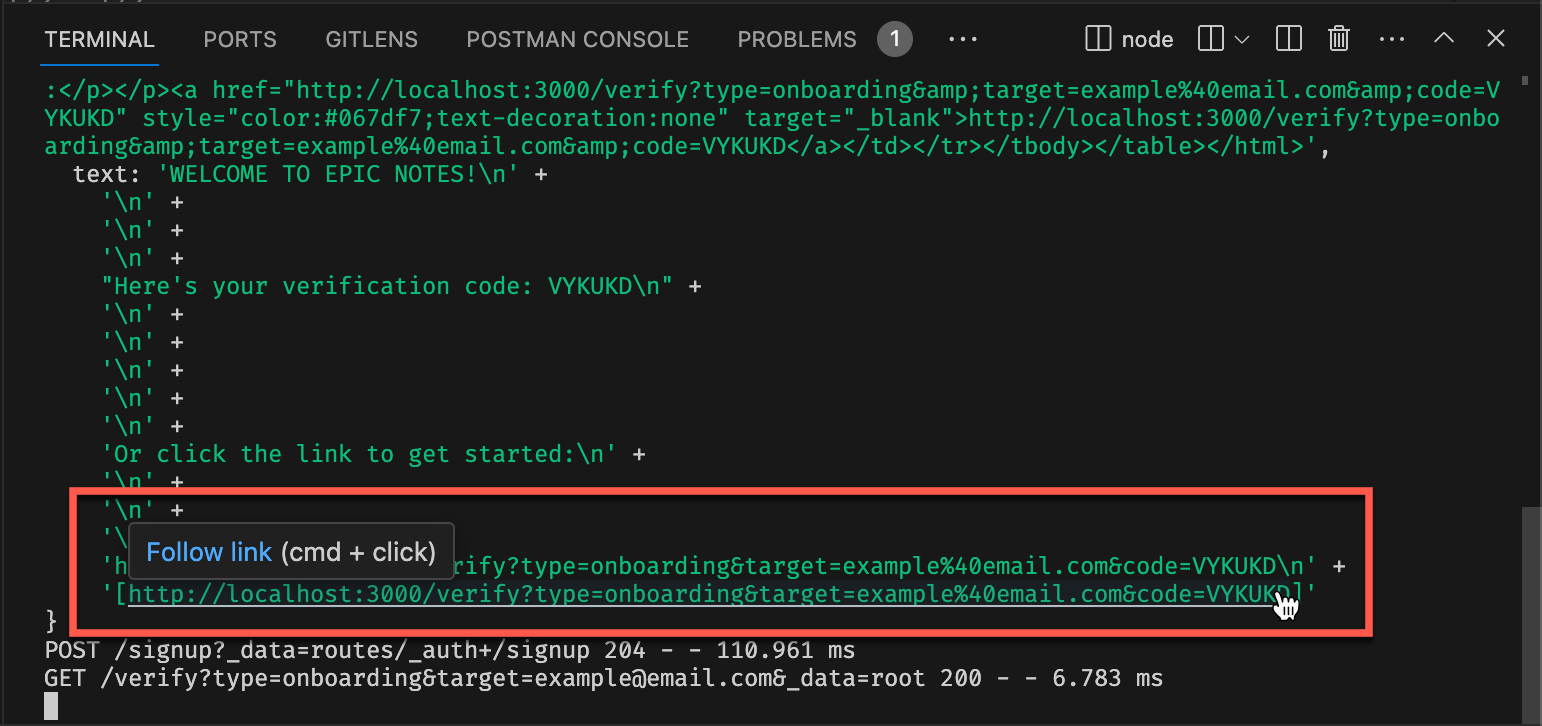 TERMINAL PORTS GITLENS POSTMAN CONSOLE PROBLEMS 1 ··· node ···
:</p></p><a href="http://localhost:3000/verify?type=onboarding&amp;target=example%40email.com&amp;code=V
YKUKD" style="color:#067df7;text-decoration:none" target="_blank">http://localhost:3000/verify?type=onbo
arding&amp;target=example%40email.com&amp;code=VYKUKD</a></td></tr></tbody></table></html>',
text: 'WELCOME TO EPIC NOTES!\n' +
'\n' +
'\n' +
'\n' +
"Here's your verification code: VYKUKD\n" +
'\n' +
'\n' +
'\n' +
'\n' +
'\n' +
'Or click the link to get started:\n' +
'\n' +
'\n' +
'\
Follow link (cmd + click)
'h rify?type=onboarding&target=example%40email.com&code=VYKUKD\n' +
'[http://localhost:3000/verify?type=onboarding&target=example%40email.com&code=VYKUKD]'
}
POST /signup?_data=routes/_auth+/signup 204 - - 110.961 ms
GET /verify?type=onboarding&target=example@email.com&_data=root 200 - - 6.783 ms